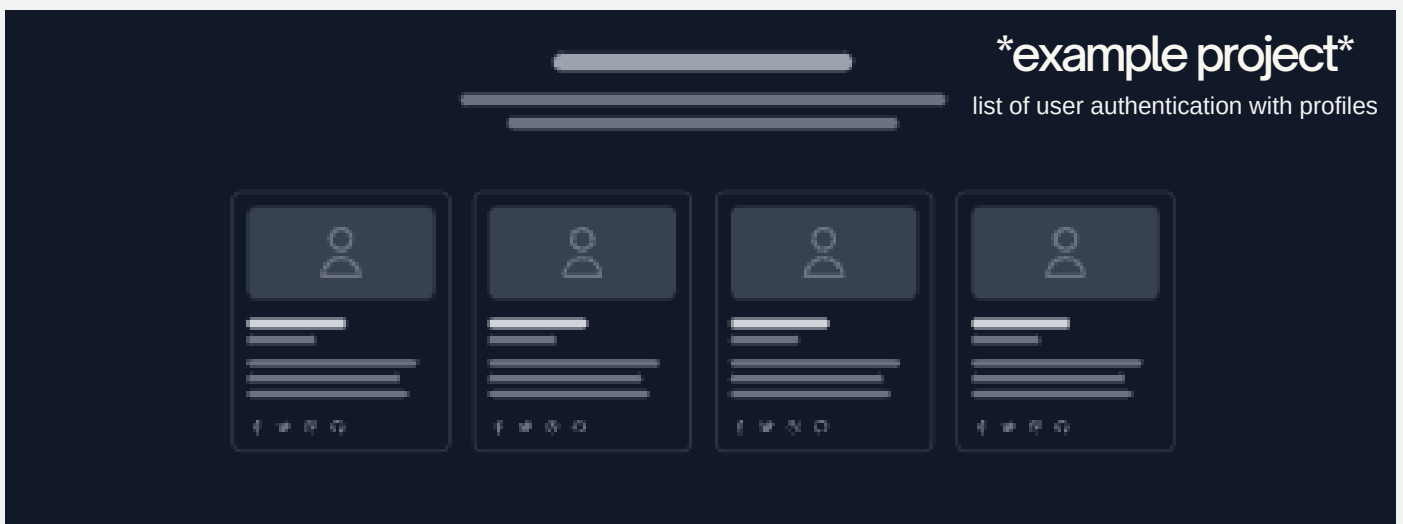 *example project*
list of user authentication with profiles